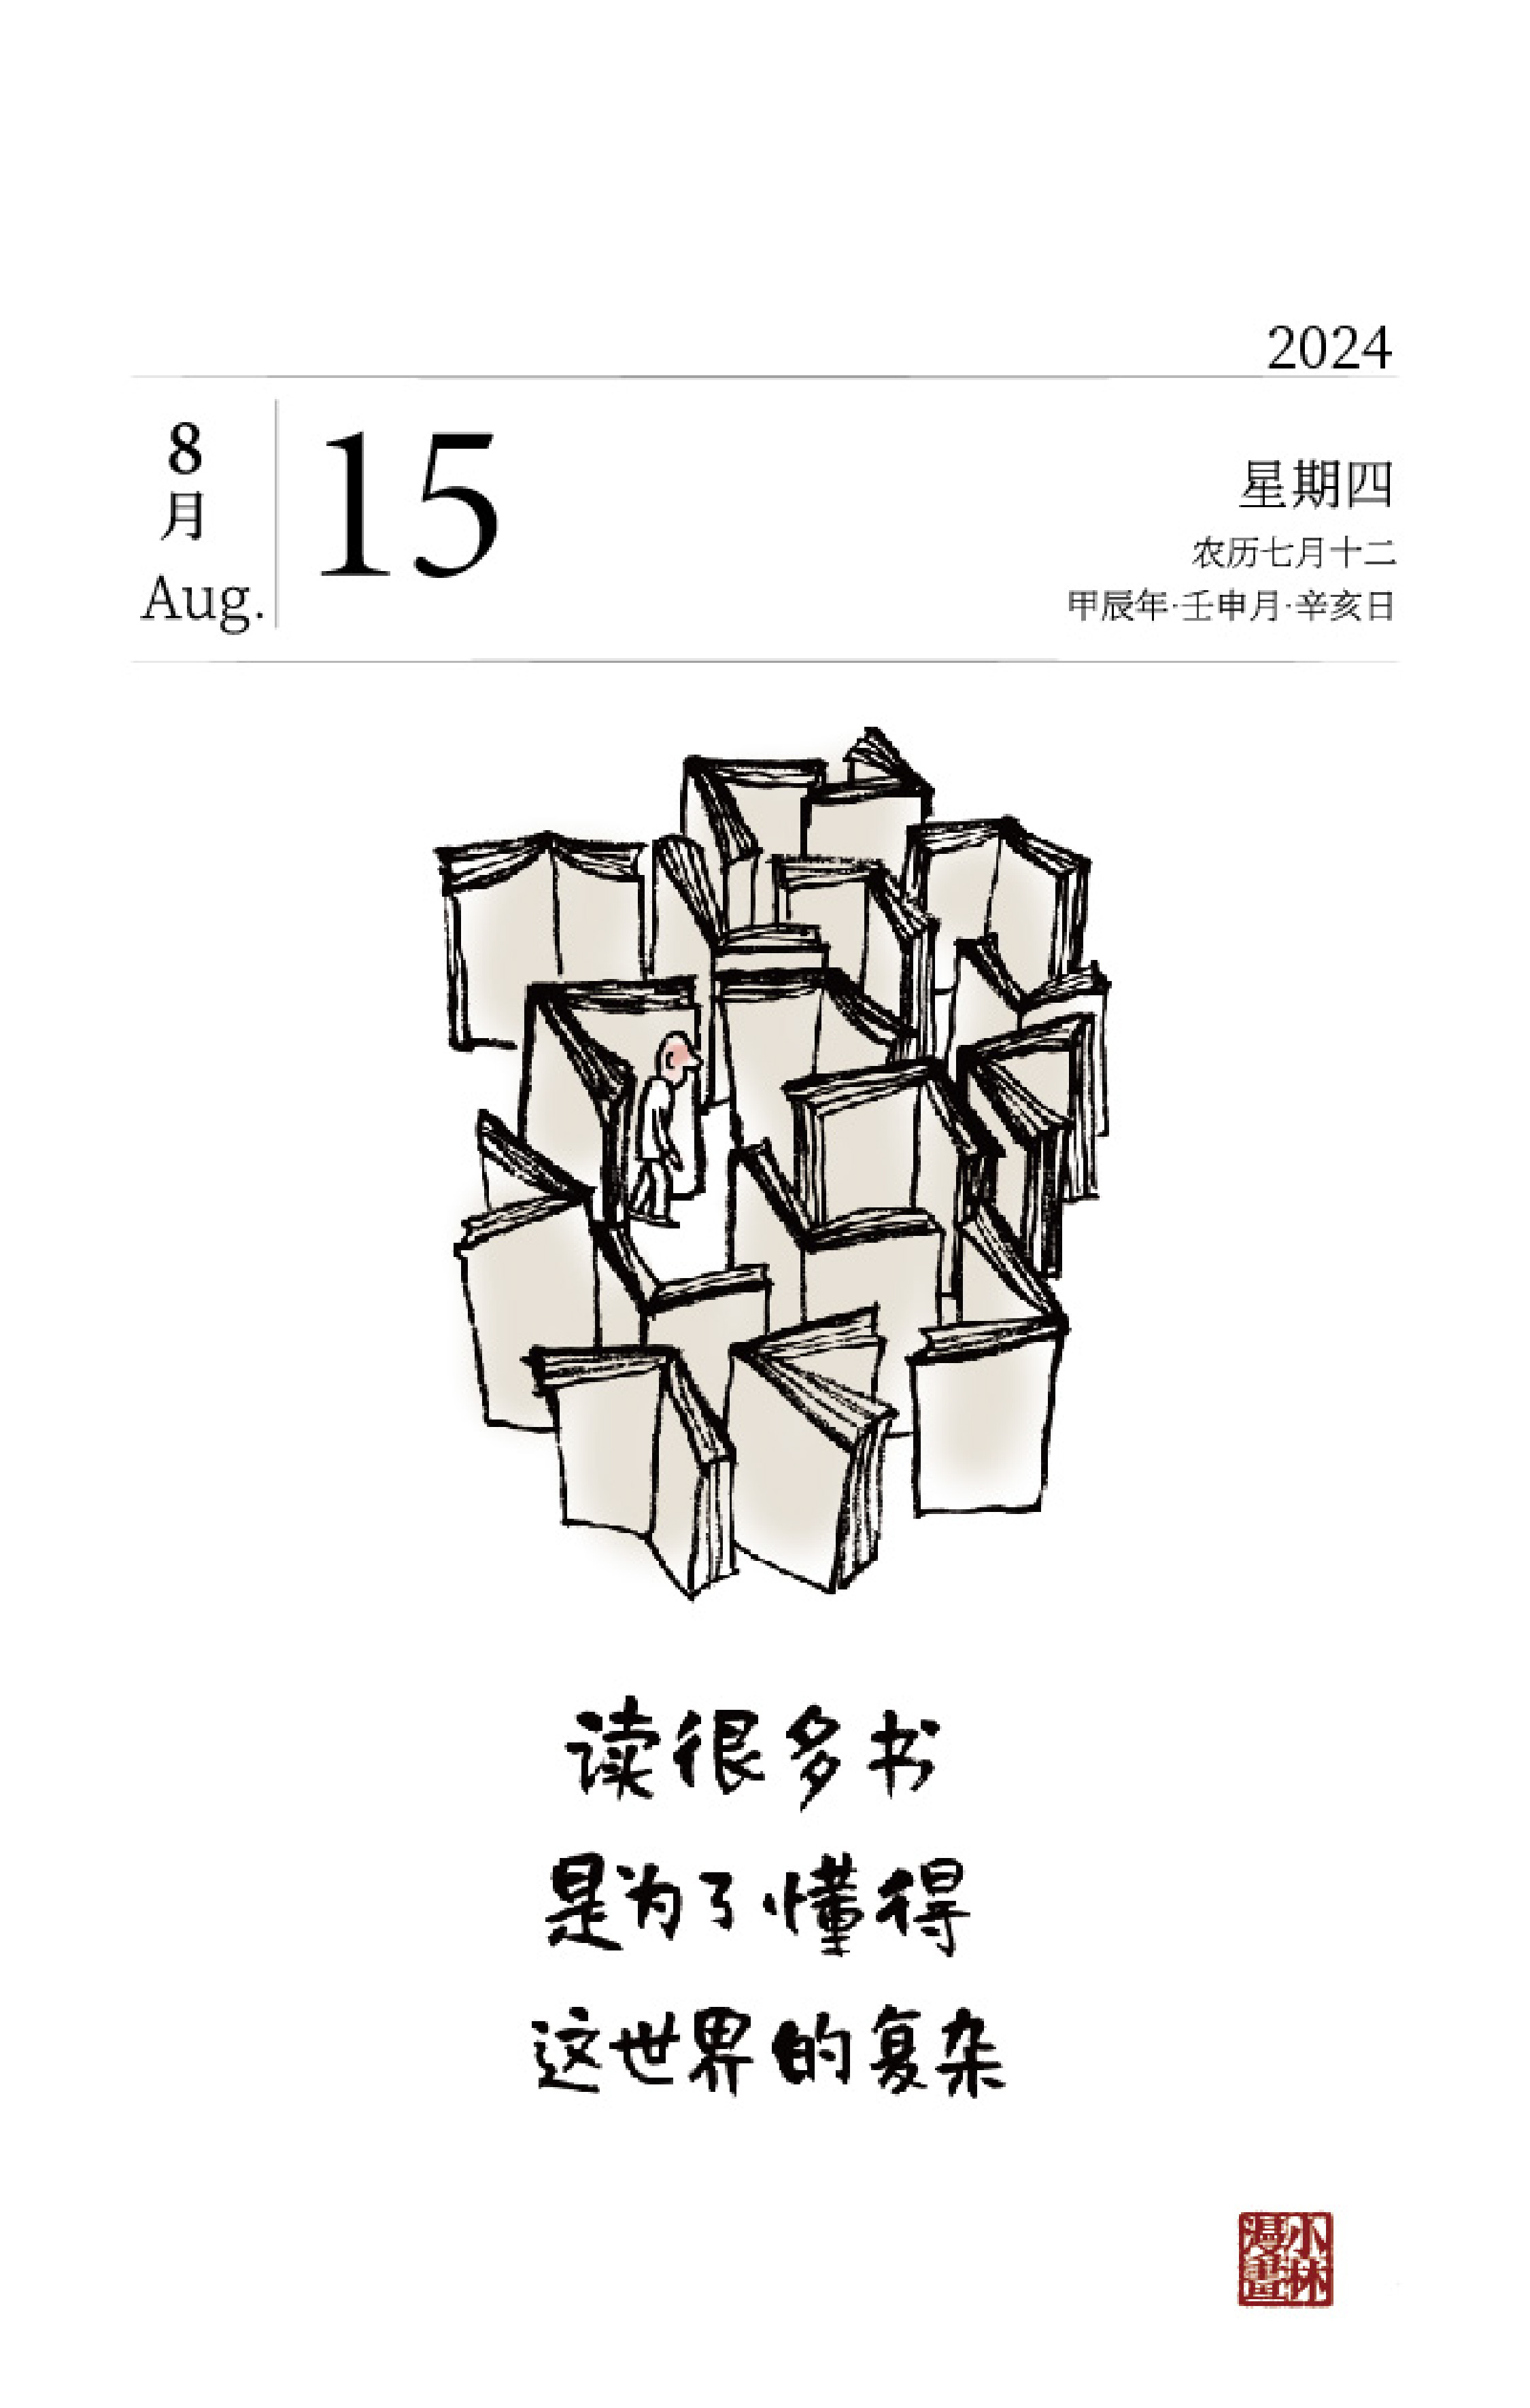 2024
8
月
Aug.
15
星期四
农历七月十二
甲辰年·壬申月·辛亥日
读很多书
是为了懂得
这世界的复杂
小林
漫畫